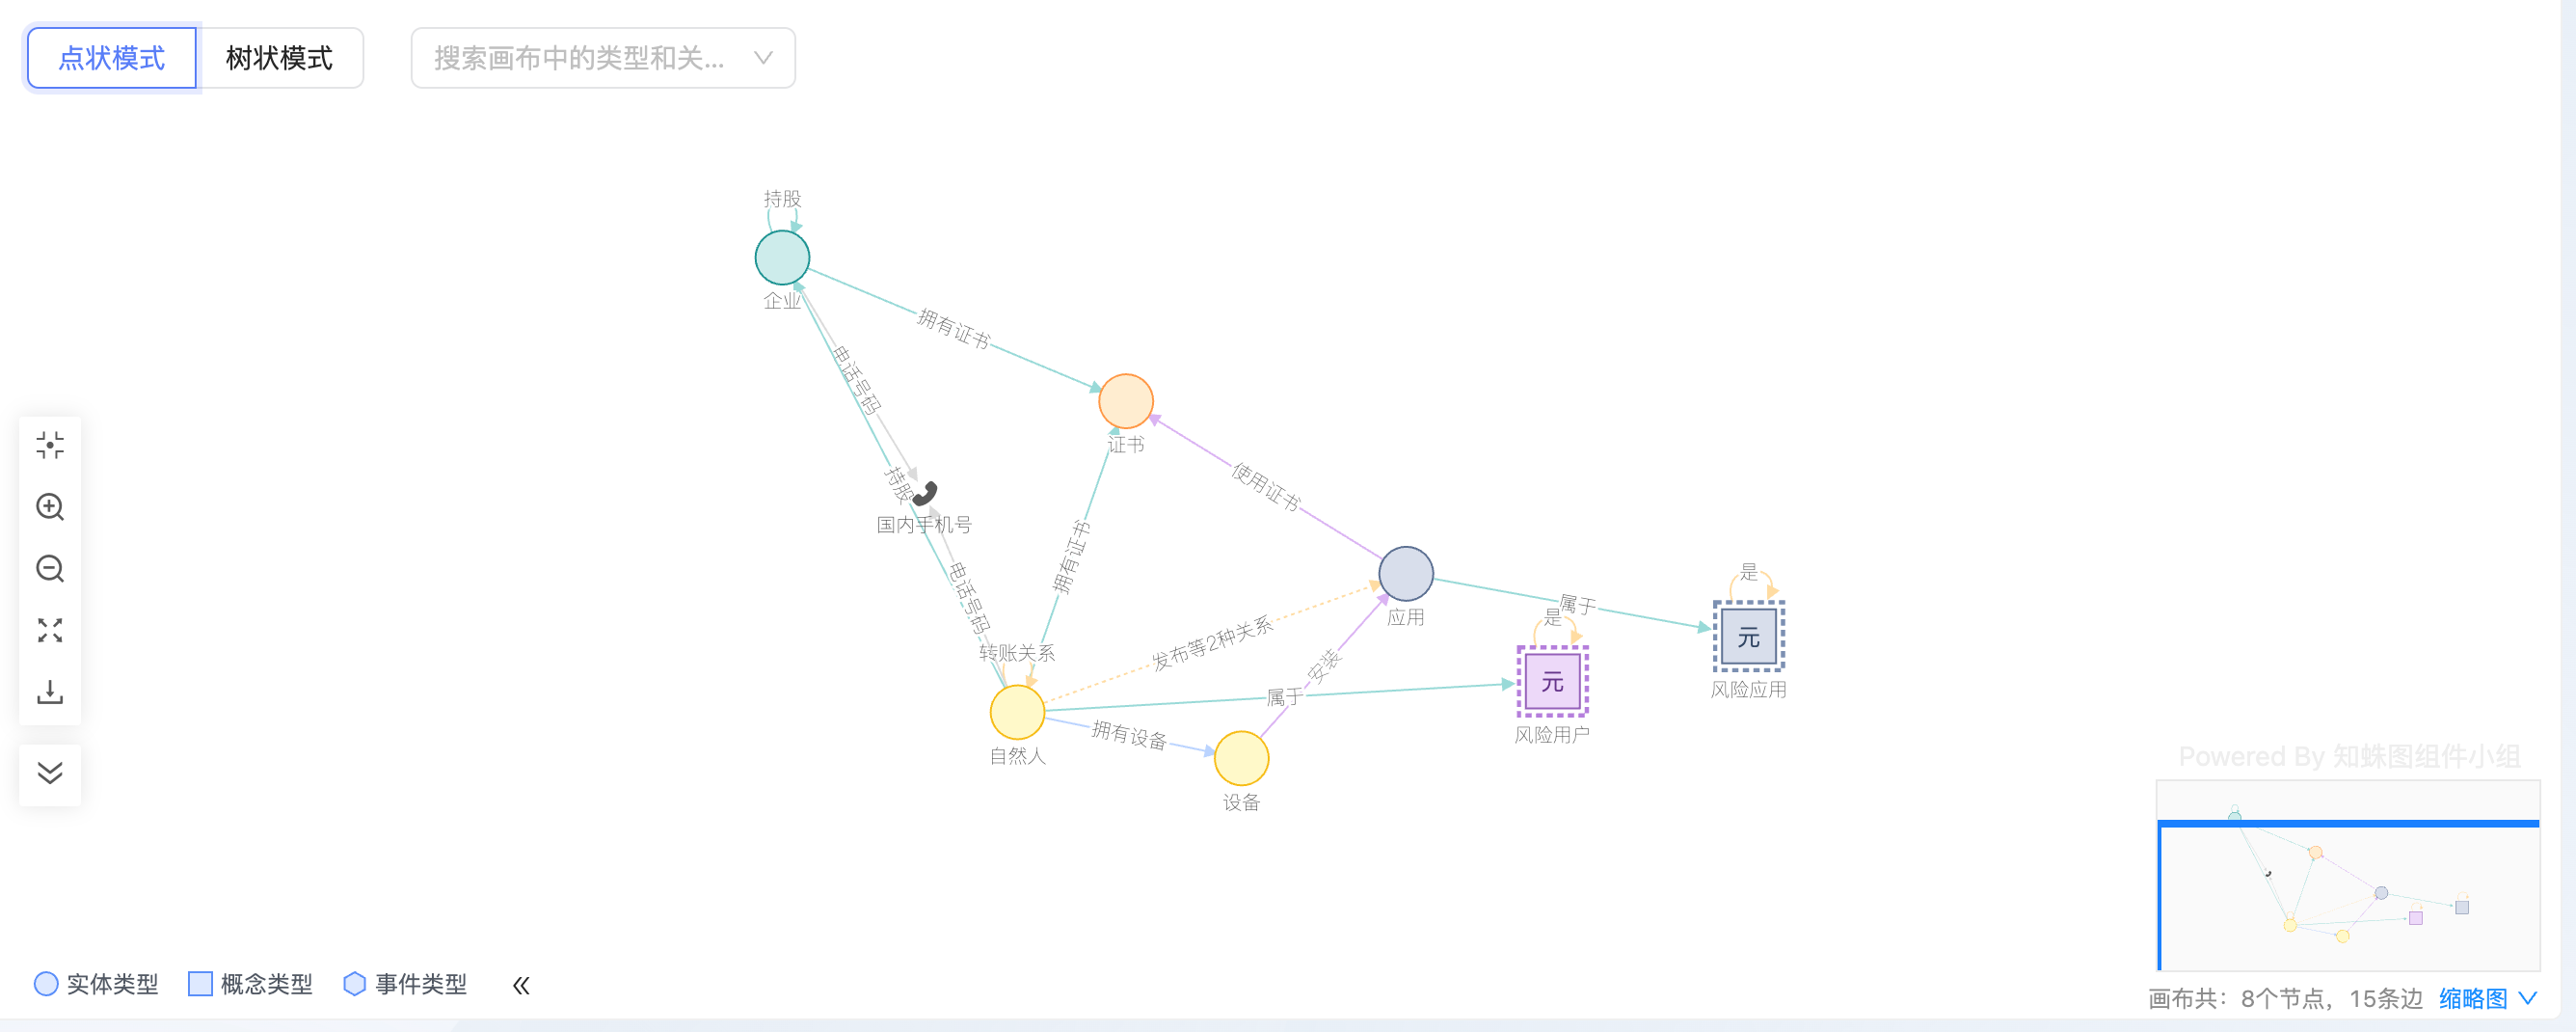 点状模式
树状模式
搜索画布中的类型和关...
持股
企业
拥有证书
电话号码
证书
持股
使用证书
国内手机号
拥有证书
电话号码
是
元
属于
应用
是
风险应用
转账关系
发布等2种关系
安装
元
属于
风险用户
拥有设备
自然人
设备
Powered By 知蛛图组件小组
实体类型
概念类型
事件类型
画布共：8个节点，15条边
缩略图